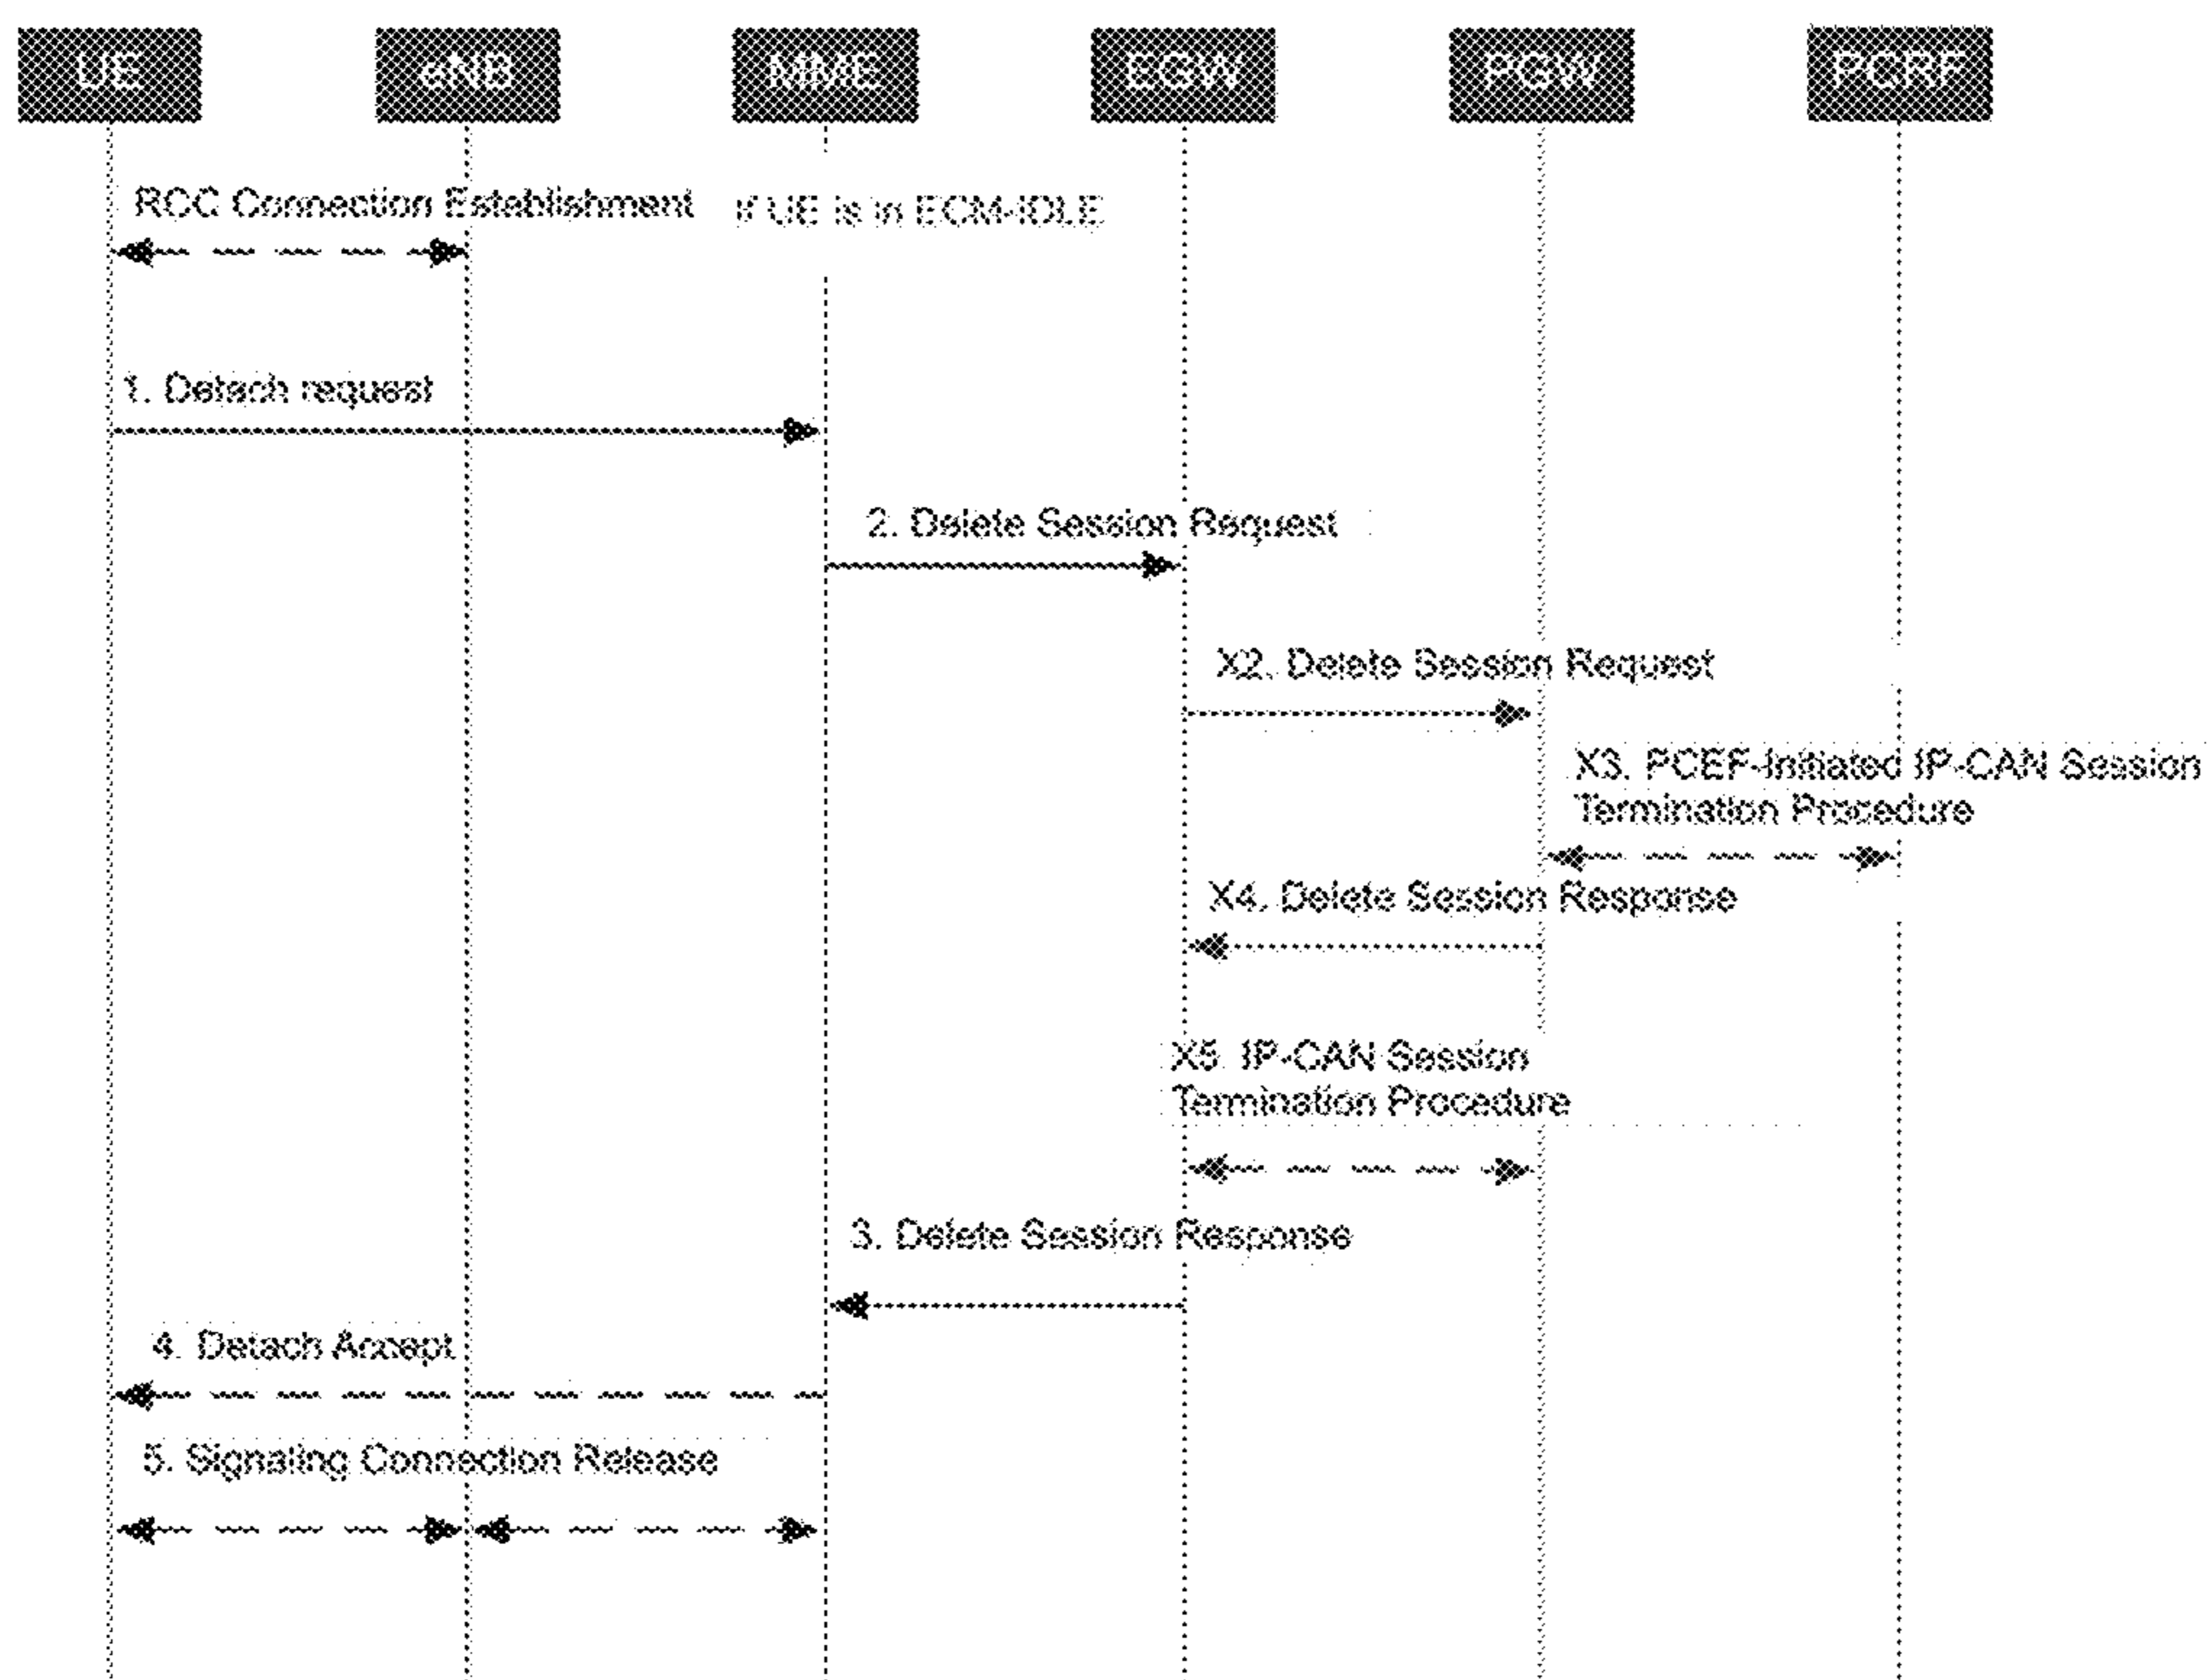 UE
eNB
MME
EGW
PGW
PCRF
RCC Connection Establishment
If UE is in ECM-IDLE
1. Detach request
2. Delete Session Request
X2. Delete Session Request
X3. PCEF-Initiated IP-CAN Session
Termination Procedure
X4. Delete Session Response
X5 IP-CAN Session
Termination Procedure
3. Delete Session Response
4. Detach Accept
5. Signaling Connection Release